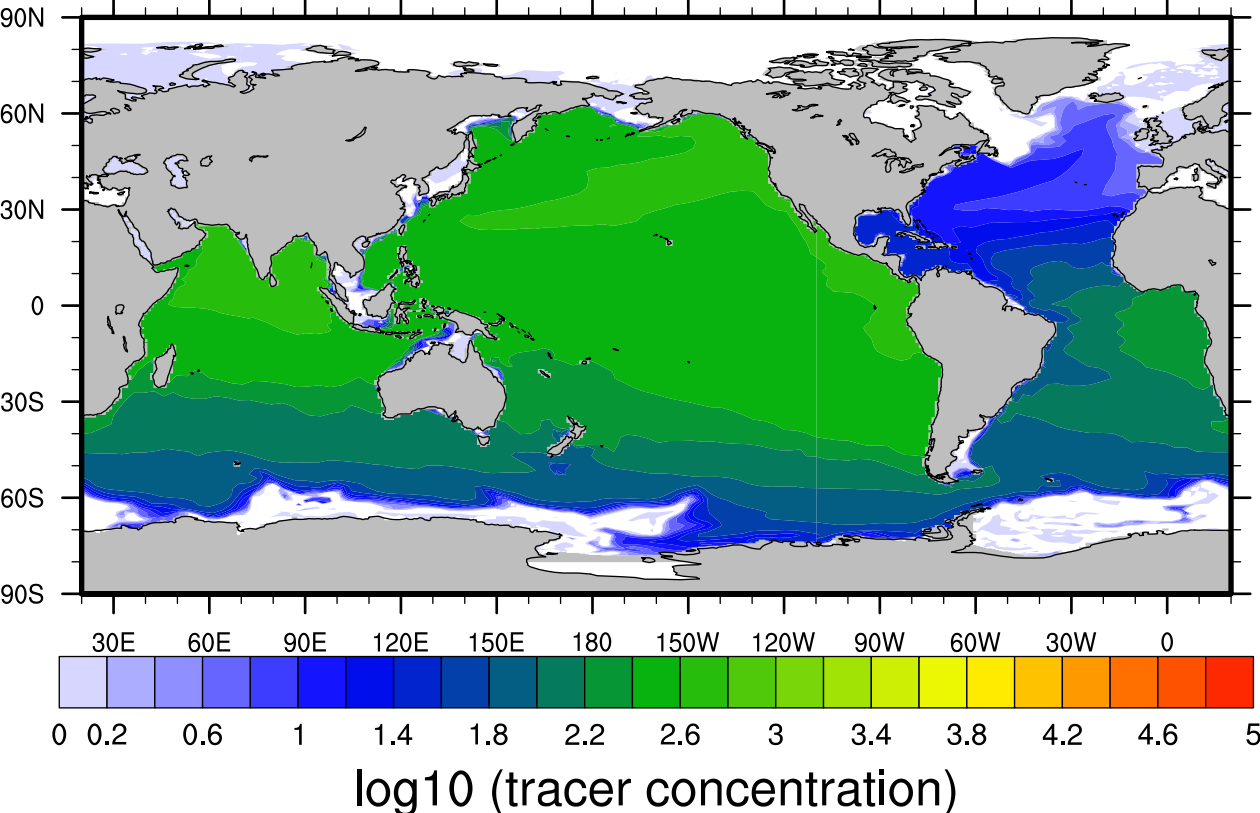 90N
60N
30N
0
30S
60S
90S
30E 60E 90E 120E 150E 180 150W 120W 90W 60W 30W 0
0 0.2 0.6 1 1.4 1.8 2.2 2.6 3 3.4 3.8 4.2 4.6 5
log10 (tracer concentration)